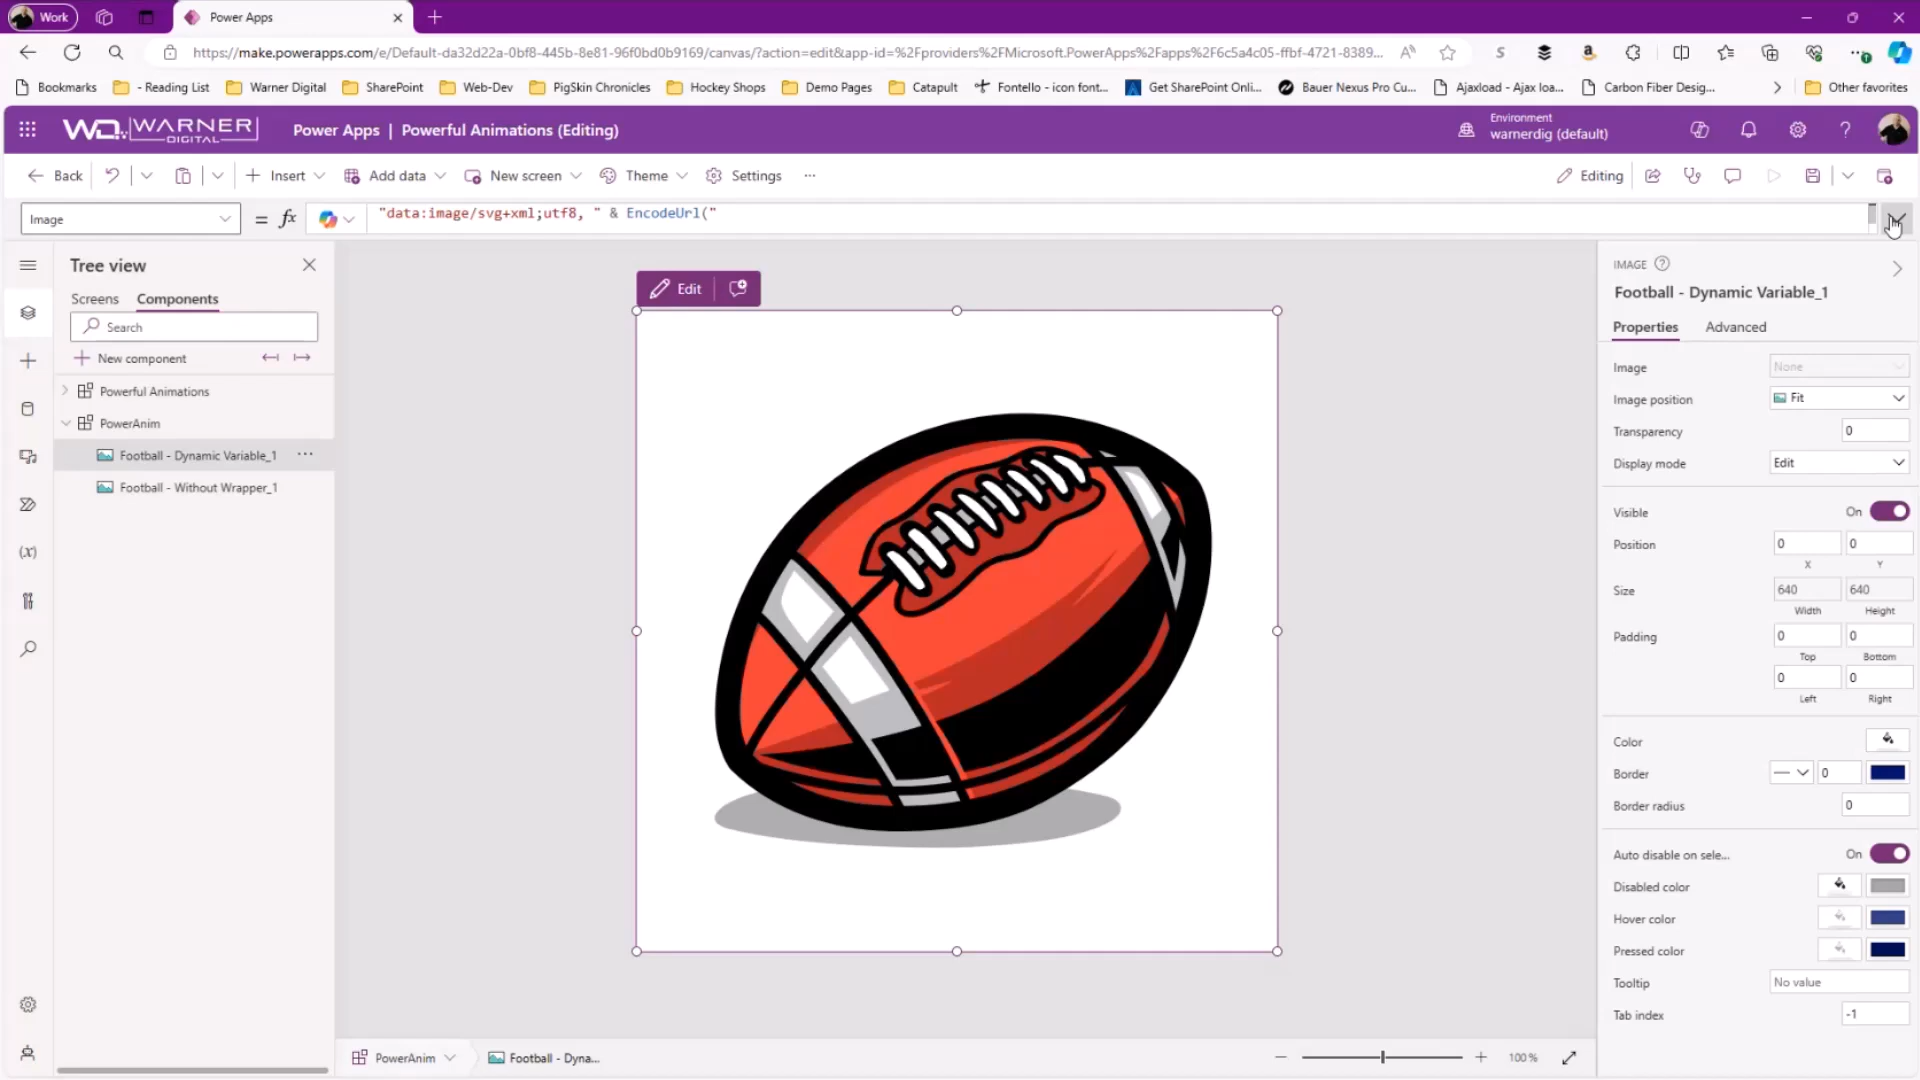 Work
Power Apps
https://make.powerapps.com/e/Default-da32d22a-0bf8-445b-8e81-96f0bd0b9169/canvas/?action=edit&app-id=%2Fproviders%2FMicrosoft.PowerApps%2Fapps%2F6c5a4c05-ffbf-4721-8389...
Bookmarks
- Reading List
Warner Digital
SharePoint
Web-Dev
PigSkin Chronicles
Hockey Shops
Demo Pages
Catapult
Fontello - icon font...
Get SharePoint Onli...
Bauer Nexus Pro Cu...
Ajaxload - Ajax loa...
Carbon Fiber Desig...
Other favorites
WD. WARNER DIGITAL
Power Apps | Powerful Animations (Editing)
Environment
warnerdig (default)
Back
Insert
Add data
New screen
Theme
Settings
...
Editing
Image
= fx
"data:image/svg+xml;utf8, " & EncodeUrl("
Tree view
Screens
Components
Search
New component
Powerful Animations
PowerAnim
Football - Dynamic Variable_1
...
Football - Without Wrapper_1
Edit
IMAGE
Football - Dynamic Variable_1
Properties
Advanced
Image
None
Image position
Fit
Transparency
0
Display mode
Edit
Visible
On
Position
0
0
X
Y
Size
640
640
Width
Height
Padding
0
0
Top
Bottom
0
0
Left
Right
Color
Border
0
Border radius
0
Auto disable on sele...
On
Disabled color
Hover color
Pressed color
Tooltip
No value
Tab index
-1
PowerAnim
Football - Dyna...
100 %